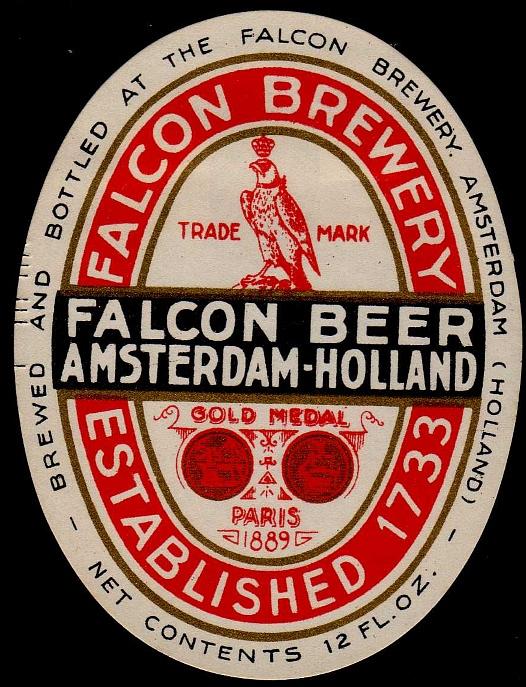 – BREWED AND BOTTLED AT THE FALCON BREWERY. AMSTERDAM (HOLLAND) –
FALCON BREWERY
TRADE MARK
FALCON BEER
AMSTERDAM-HOLLAND
GOLD MEDAL
PARIS
1889
ESTABLISHED 1733
NET CONTENTS 12 FL.OZ.